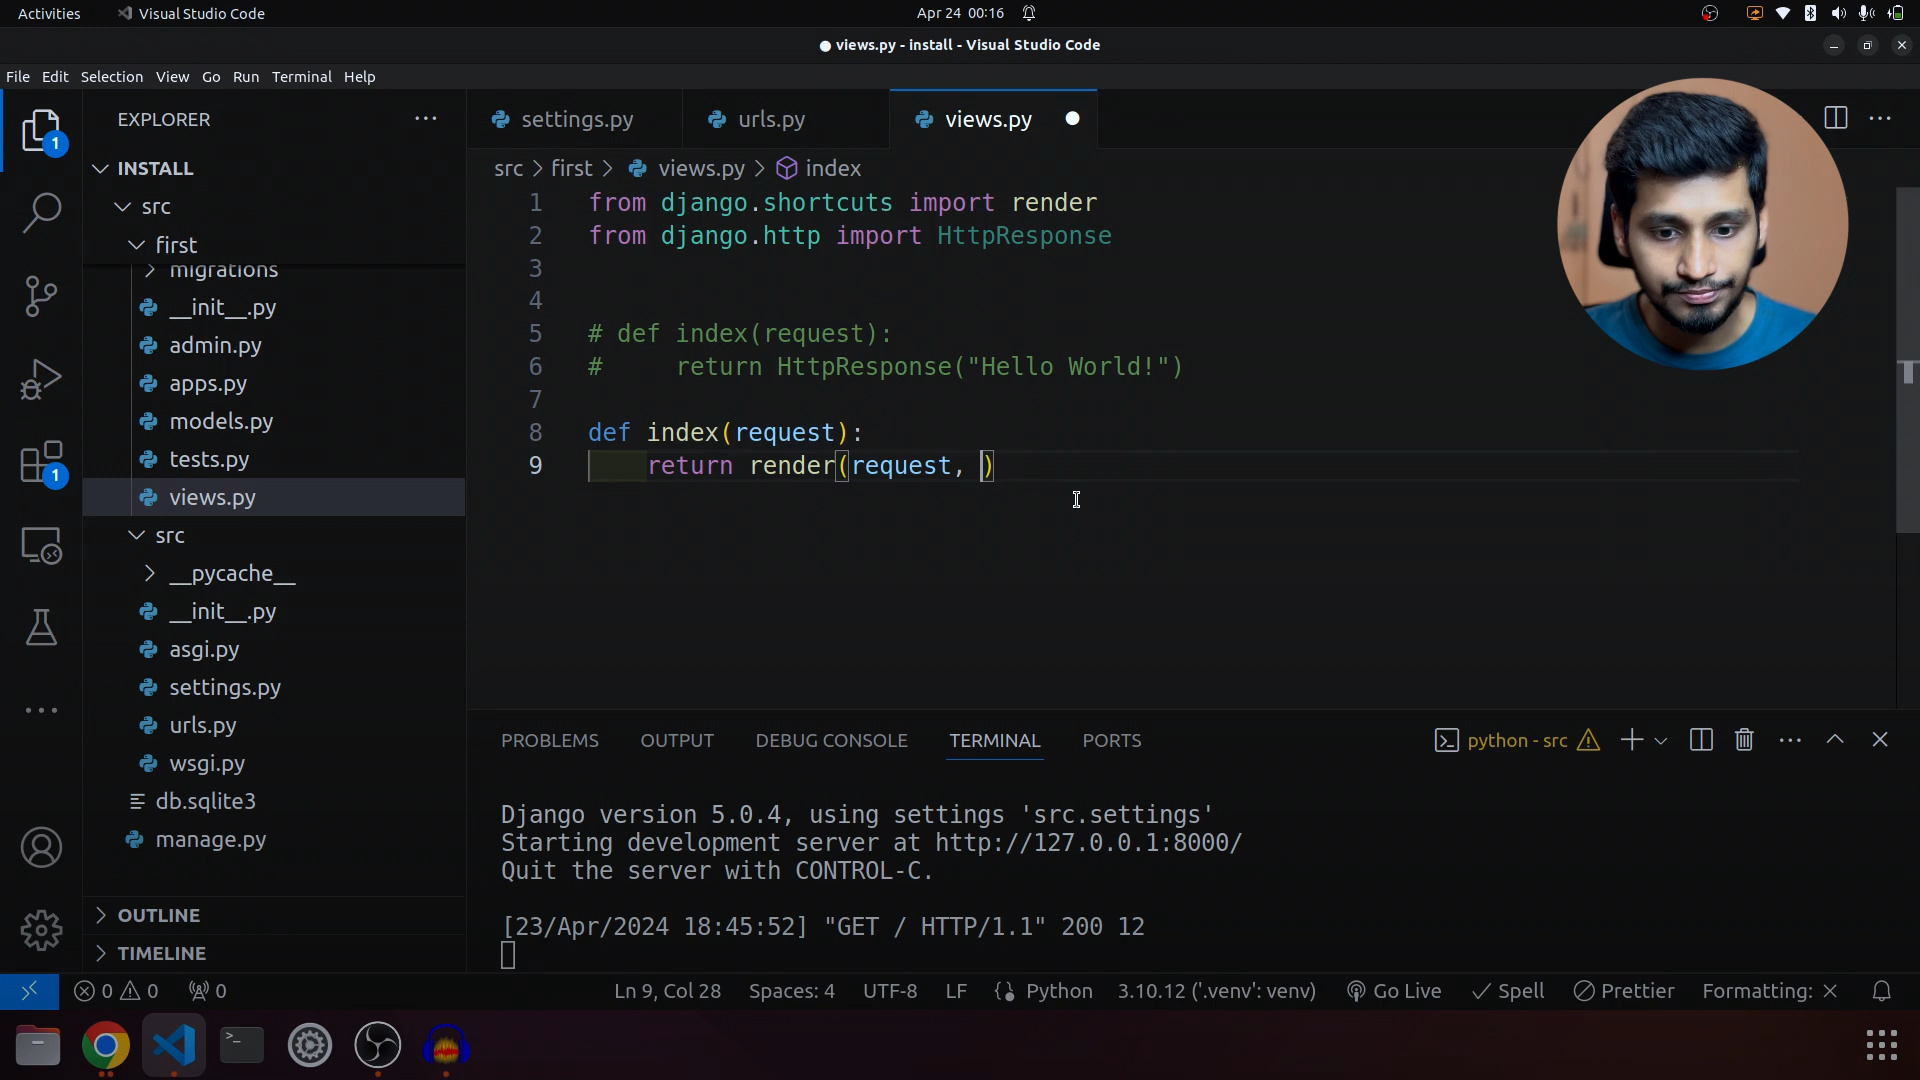 Activities
Visual Studio Code
Apr 24 00:16
views.py - install - Visual Studio Code
File Edit Selection View Go Run Terminal Help
EXPLORER
settings.py
urls.py
views.py
1
src > first > views.py > index
INSTALL
src
first
migrations
__init__.py
admin.py
apps.py
models.py
tests.py
views.py
src
__pycache__
__init__.py
asgi.py
settings.py
urls.py
wsgi.py
db.sqlite3
manage.py
OUTLINE
TIMELINE
1
1 from django.shortcuts import render
2 from django.http import HttpResponse
3
4
5 # def index(request):
6 #     return HttpResponse("Hello World!")
7
8 def index(request):
9     return render(request, )
PROBLEMS OUTPUT DEBUG CONSOLE TERMINAL PORTS
python - src
Django version 5.0.4, using settings 'src.settings'
Starting development server at http://127.0.0.1:8000/
Quit the server with CONTROL-C.
[23/Apr/2024 18:45:52] "GET / HTTP/1.1" 200 12
0 0 0
Ln 9, Col 28 Spaces: 4 UTF-8 LF Python 3.10.12 ('.venv': venv) Go Live Spell Prettier Formatting: ×